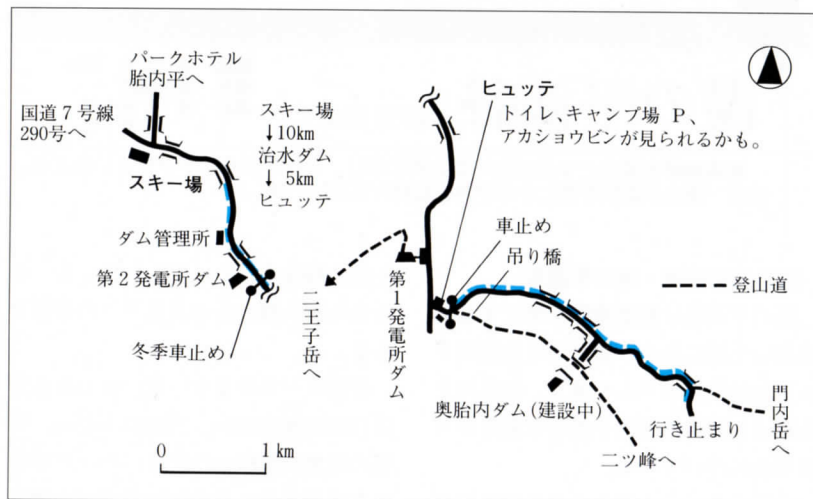 パークホテル
胎内平へ
国道7号線
290号へ
スキー場
スキー場
↓10km
治水ダム
↓ 5km
ヒュッテ
ダム管理所
第2発電所ダム
冬季車止め
0 1 km
二王子岳へ
第1発電所ダム
ヒュッテ
トイレ、キャンプ場 P、
アカショウビンが見られるかも。
車止め
吊り橋
登山道
奥胎内ダム(建設中)
行き止まり
門内岳へ
二ツ峰へ